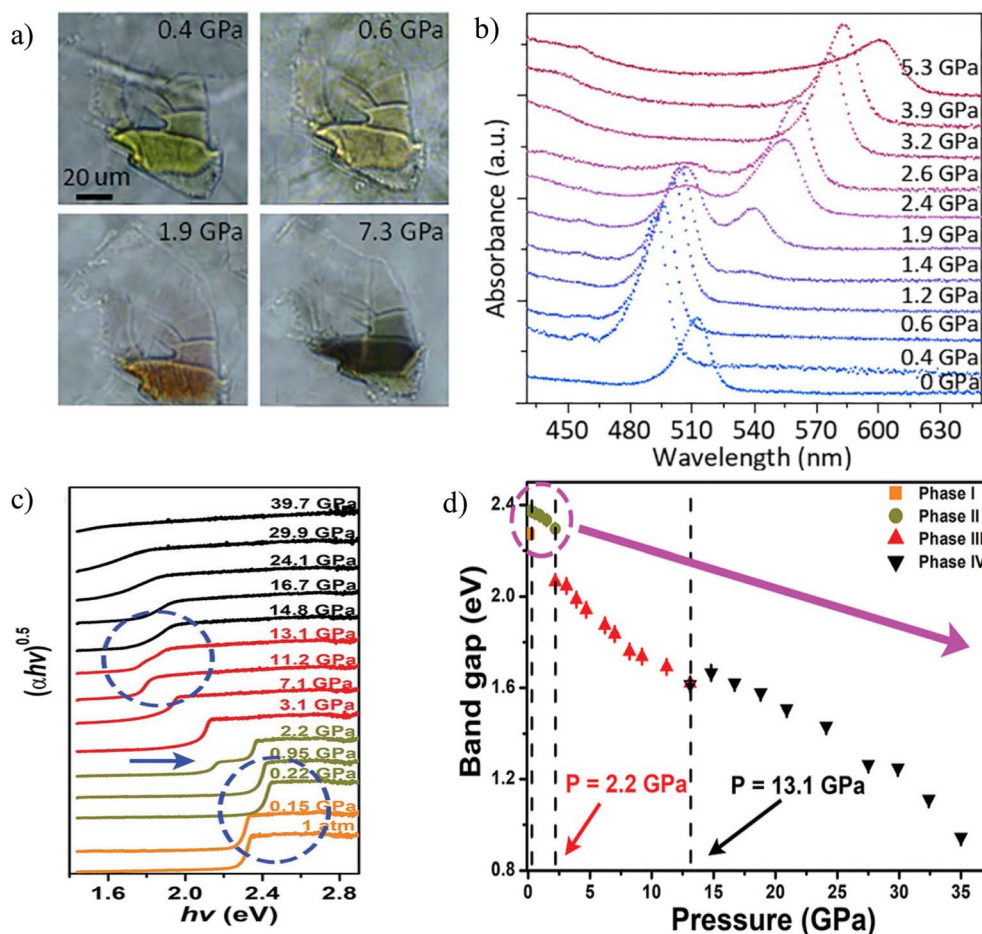 a)
0.4 GPa
0.6 GPa
20 um
1.9 GPa
7.3 GPa
b)
Absorbance (a.u.)
5.3 GPa
3.9 GPa
3.2 GPa
2.6 GPa
2.4 GPa
1.9 GPa
1.4 GPa
1.2 GPa
0.6 GPa
0.4 GPa
0 GPa
450 480 510 540 570 600 630
Wavelength (nm)
c)
(αhν)0.5
39.7 GPa
29.9 GPa
24.1 GPa
16.7 GPa
14.8 GPa
13.1 GPa
11.2 GPa
7.1 GPa
3.1 GPa
2.2 GPa
0.95 GPa
0.22 GPa
0.15 GPa
1 atm
1.6 2.0 2.4 2.8
hν (eV)
d)
Band gap (eV)
2.4
2.0
1.6
1.2
0.8
Phase I
Phase II
Phase III
Phase IV
P = 2.2 GPa
P = 13.1 GPa
0 5 10 15 20 25 30 35
Pressure (GPa)